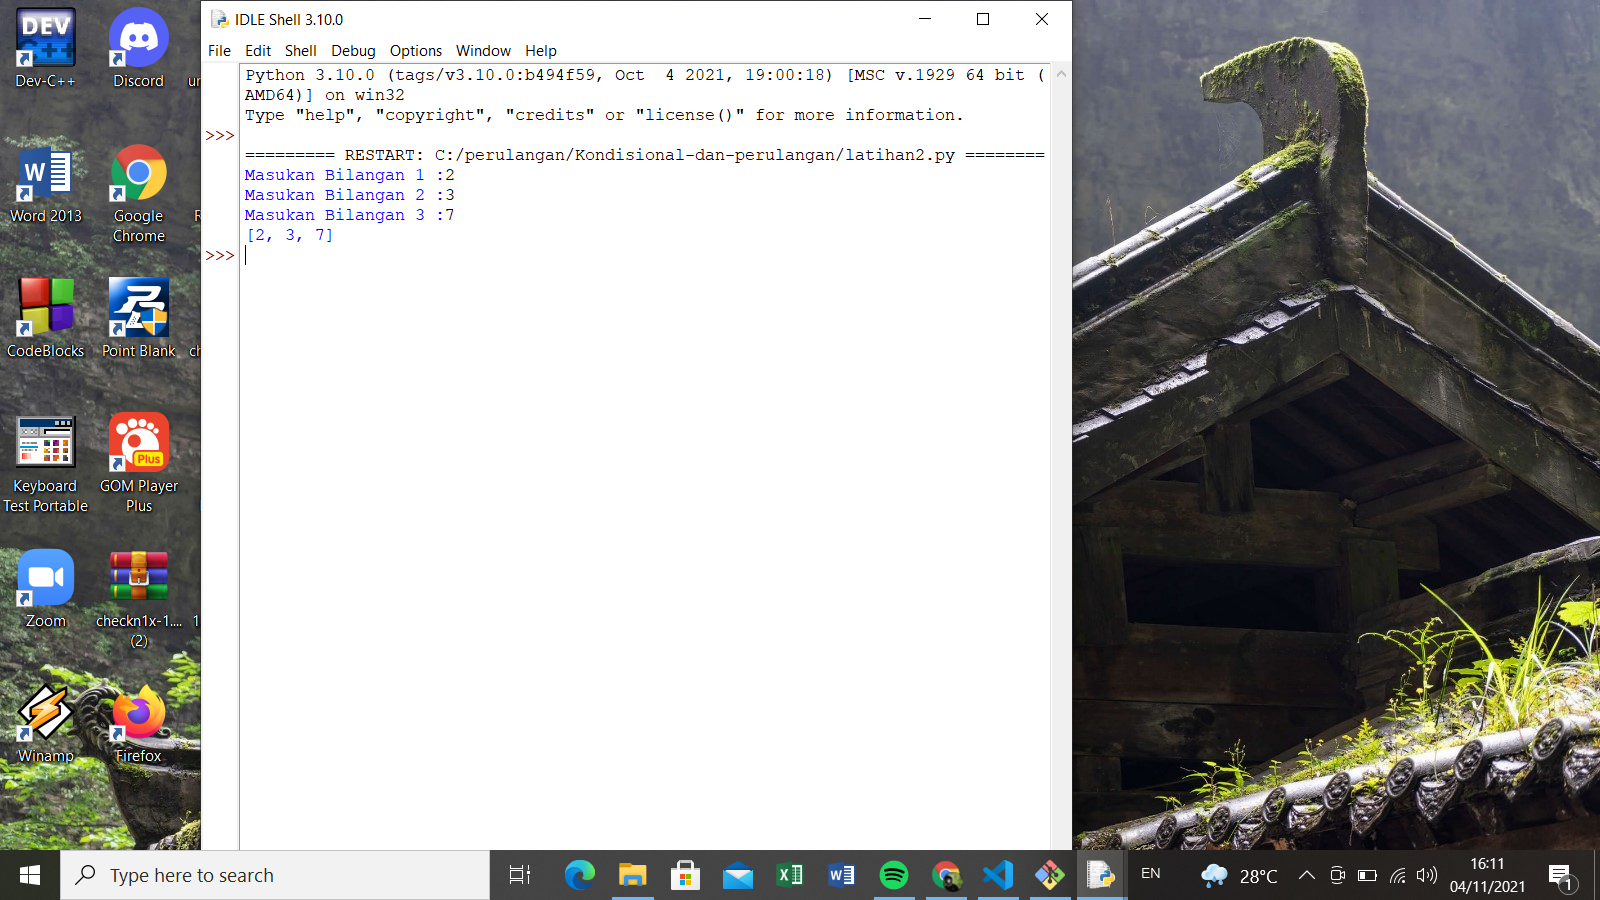 IDLE Shell 3.10.0
File Edit Shell Debug Options Window Help
Python 3.10.0 (tags/v3.10.0:b494f59, Oct  4 2021, 19:00:18) [MSC v.1929 64 bit (
AMD64)] on win32
Type "help", "copyright", "credits" or "license()" for more information.
>>>
========= RESTART: C:/perulangan/Kondisional-dan-perulangan/latihan2.py ========
Masukan Bilangan 1 :2
Masukan Bilangan 2 :3
Masukan Bilangan 3 :7
[2, 3, 7]
>>>
DEV
C++
Dev-C++
Discord
Word 2013
Google
Chrome
CodeBlocks
Point Blank
Keyboard
Test Portable
Plus
GOM Player
Plus
Zoom
checkn1x-1....
(2)
Winamp
Firefox
Type here to search
EN
28°C
16:11
04/11/2021
1